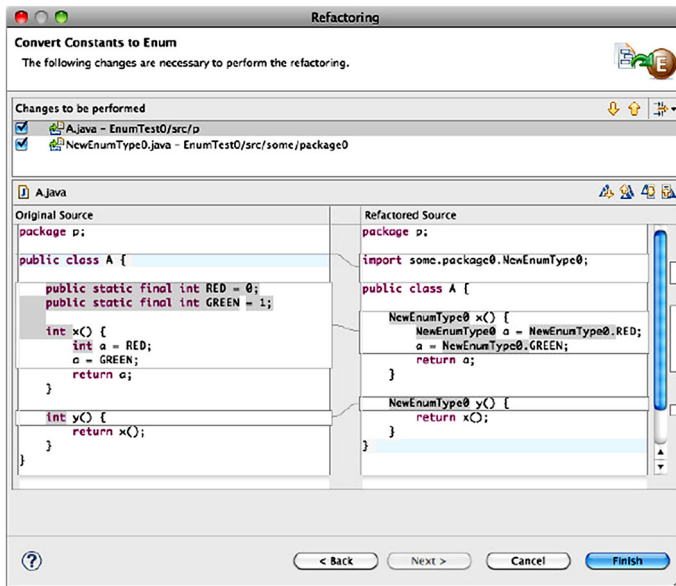 Refactoring
Convert Constants to Enum
The following changes are necessary to perform the refactoring.
E
Changes to be performed
A.java - EnumTest0/src/p
NewEnumType0.java - EnumTest0/src/some/package0
J A.java
Original Source
package p;
public class A {
public static final int RED = 0;
public static final int GREEN = 1;
int x() {
int a = RED;
a = GREEN;
return a;
}
int y() {
return x();
}
}
Refactored Source
package p;
import some.package0.NewEnumType0;
public class A {
NewEnumType0 x() {
NewEnumType0 a = NewEnumType0.RED;
a = NewEnumType0.GREEN;
return a;
}
NewEnumType0 y() {
return x();
}
}
?
< Back
Next >
Cancel
Finish